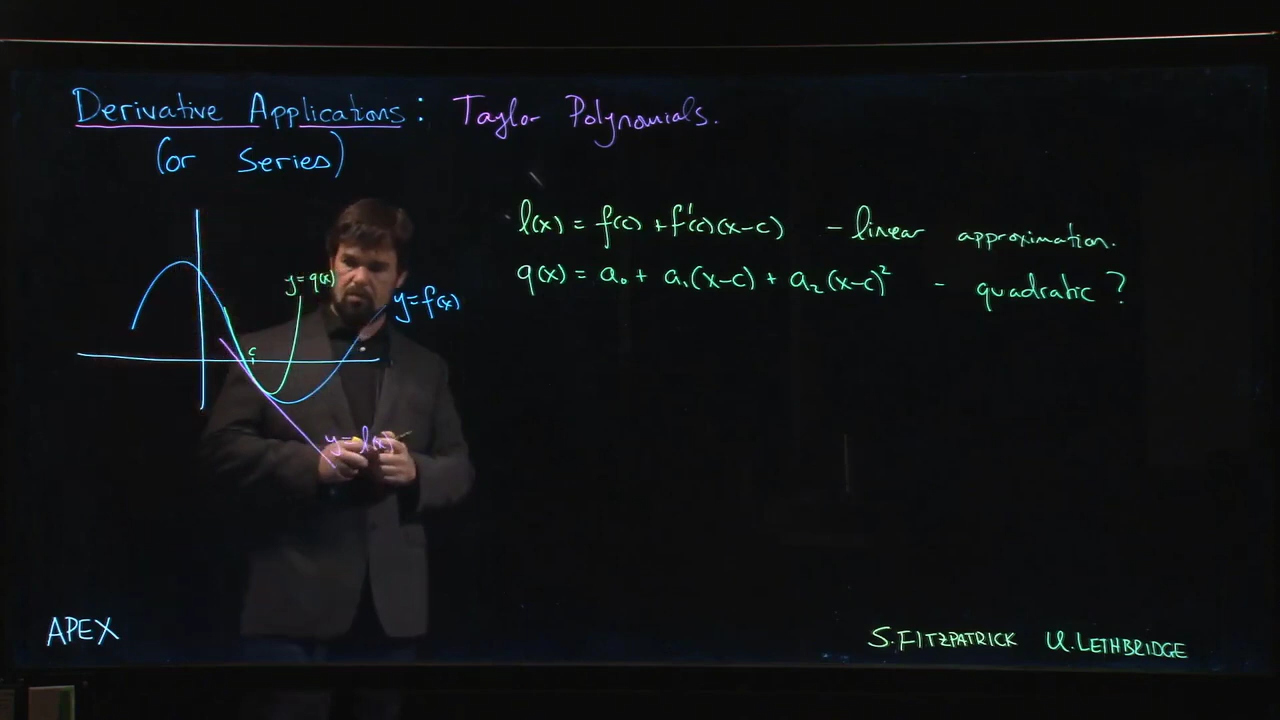 Derivative Applications: Taylor Polynomials.
(or Series)
l(x) = f(c) + f'(c)(x-c) - linear approximation.
q(x) = a₀ + a₁(x-c) + a₂(x-c)² - quadratic ?
y=q(x)
y=f(x)
c
y=l(x)
APEX
S.FITZPATRICK U.LETHBRIDGE